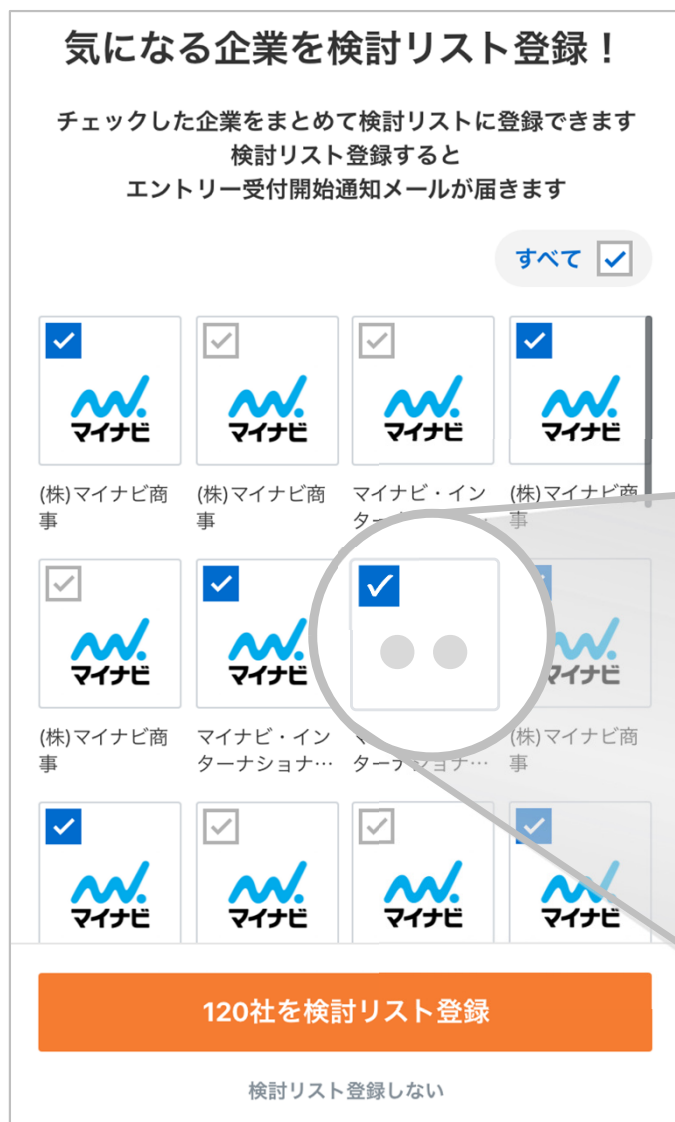 気になる企業を検討リスト登録！
チェックした企業をまとめて検討リストに登録できます
検討リスト登録すると
エントリー受付開始通知メールが届きます
すべて
マイナビ マイナビ マイナビ マイナビ
(株)マイナビ商 (株)マイナビ商 マイナビ・イン (株)マイナビ商
事 事 事
マイナビ マイナビ マイナビ
(株)マイナビ商 マイナビ・イン (株)マイナビ商
事 ターナショナ… ターナショナ… 事
マイナビ マイナビ マイナビ マイナビ
120社を検討リスト登録
検討リスト登録しない